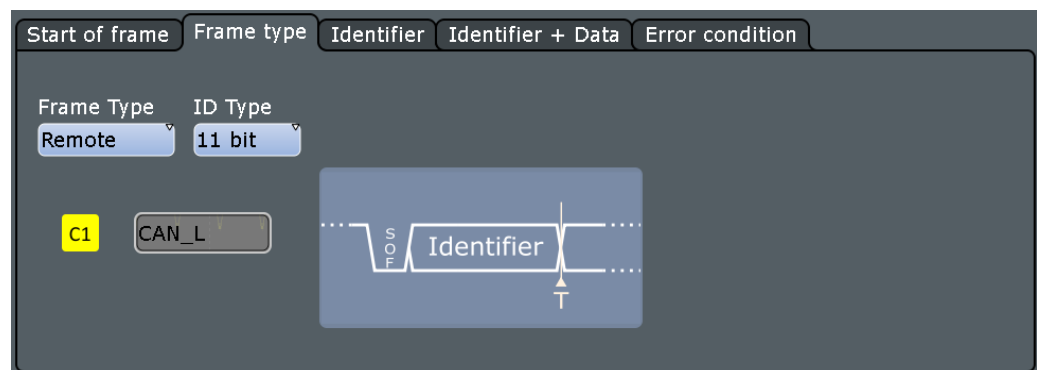 Start of frame Frame type Identifier Identifier + Data Error condition
Frame Type ID Type
Remote 11 bit
C1 CAN_L
SOF Identifier
T